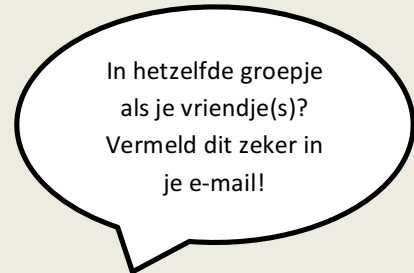 In hetzelfde groepje
als je vriendje(s)?
Vermeld dit zeker in
je e-mail!